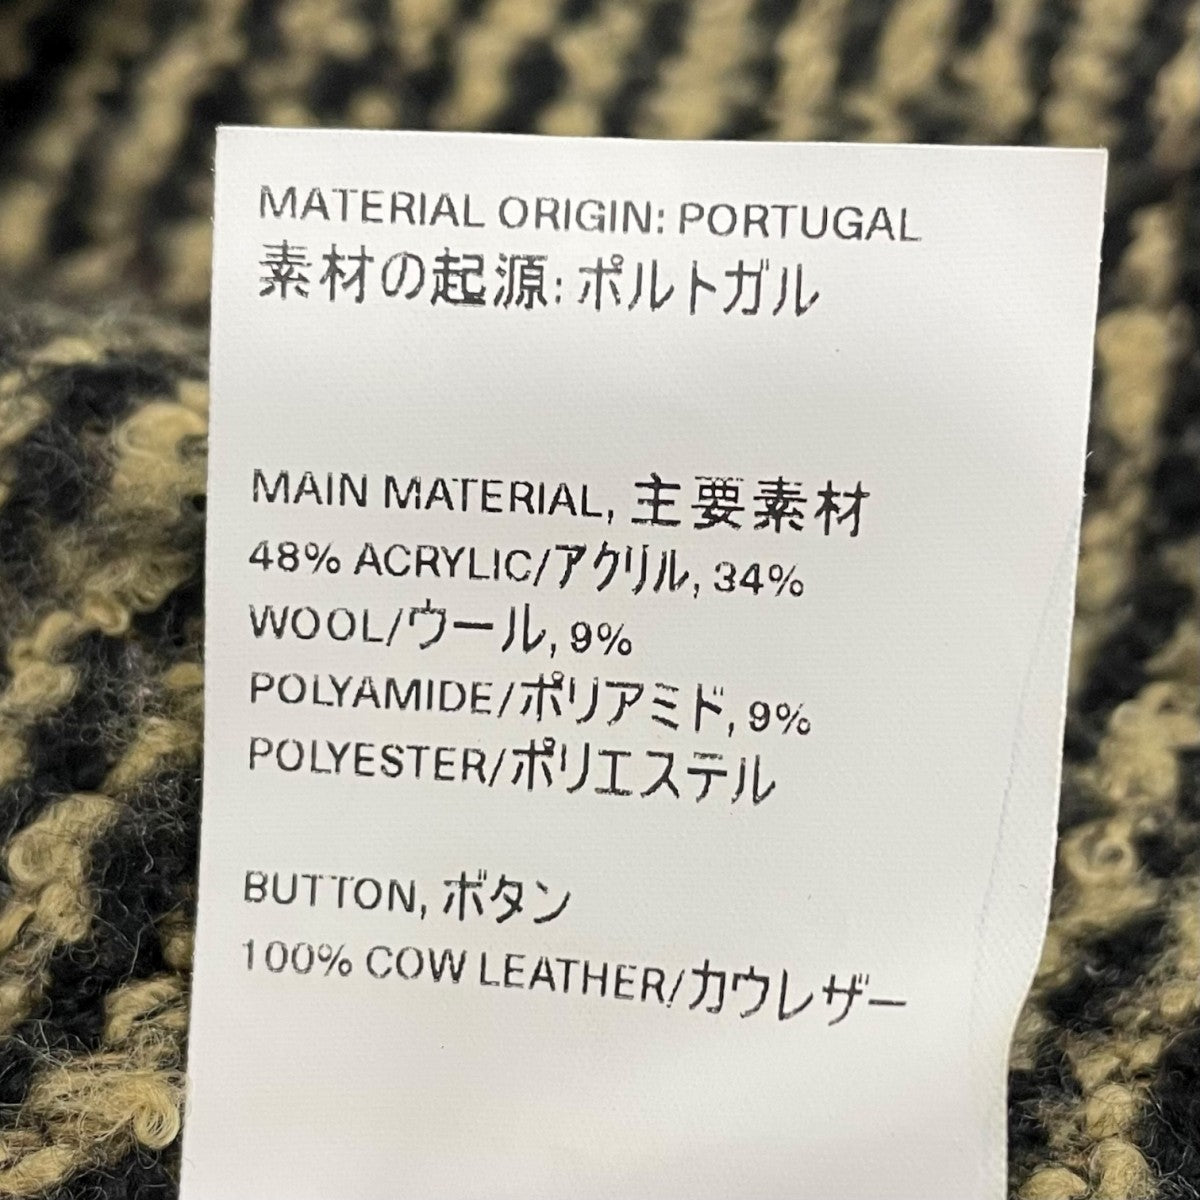 MATERIAL ORIGIN: PORTUGAL
素材の起源: ポルトガル
MAIN MATERIAL, 主要素材
48% ACRYLIC/アクリル, 34%
WOOL/ウール, 9%
POLYAMIDE/ポリアミド, 9%
POLYESTER/ポリエステル
BUTTON, ボタン
100% COW LEATHER/カウレザー